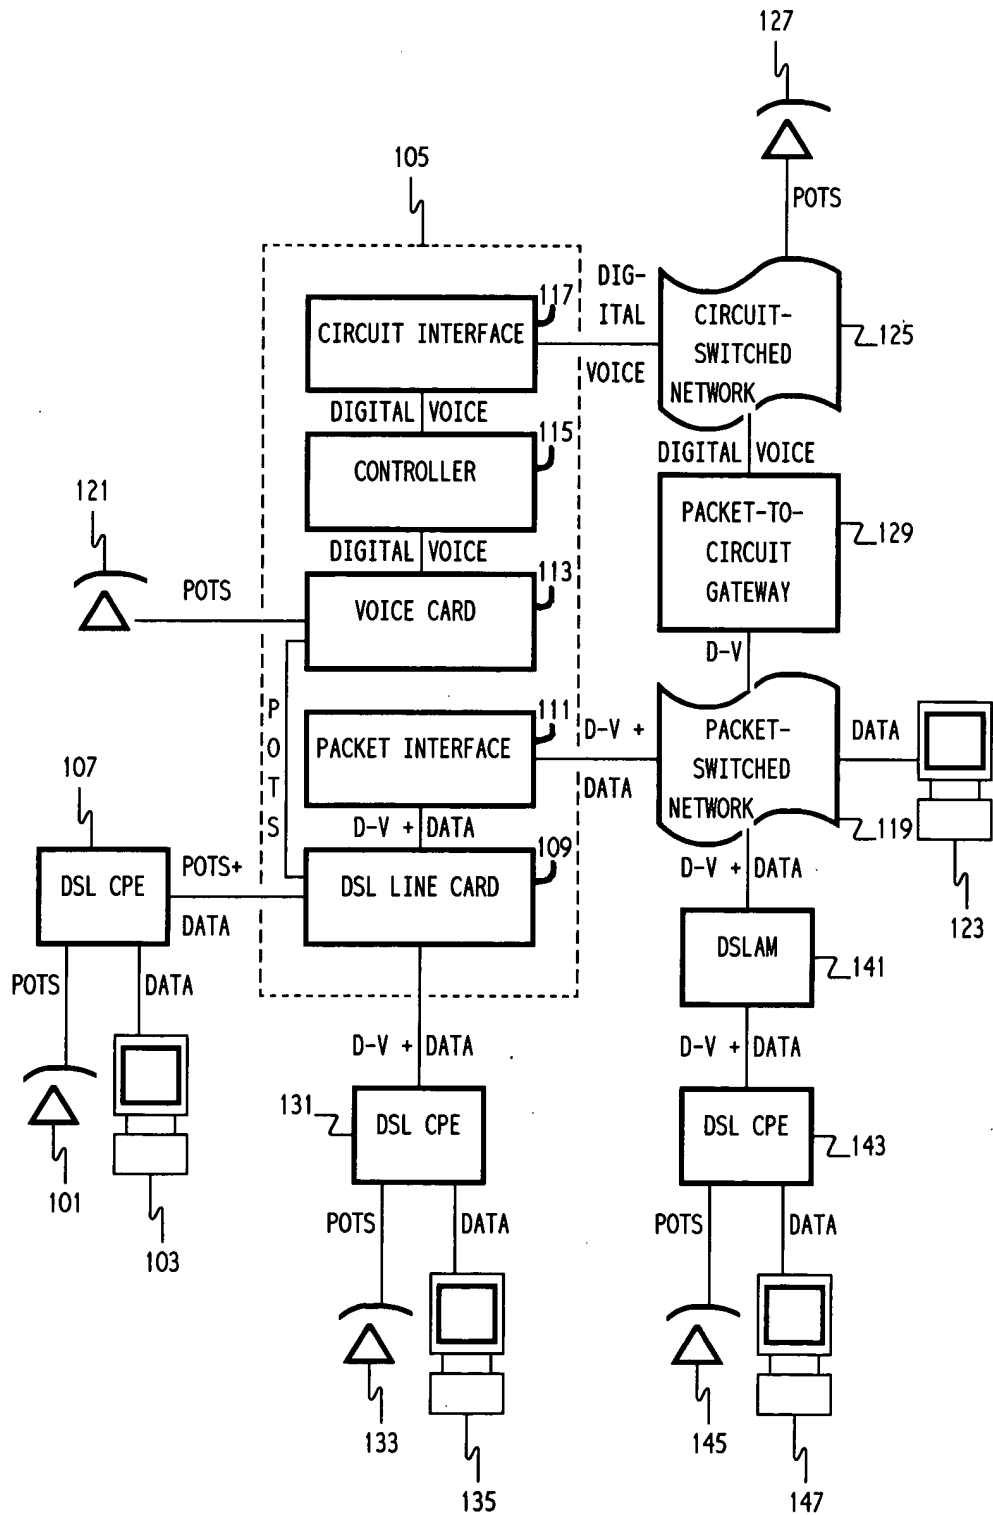 127
POTS
105
DIG-
ITAL
VOICE
117
CIRCUIT INTERFACE
CIRCUIT-
SWITCHED
NETWORK
125
DIGITAL VOICE
115
CONTROLLER
DIGITAL VOICE
PACKET-TO-
CIRCUIT
GATEWAY
129
121
POTS
DIGITAL VOICE
113
VOICE CARD
D-V
P
O
T
S
111
PACKET INTERFACE
D-V +
DATA
PACKET-
SWITCHED
NETWORK
DATA
119
123
107
D-V + DATA
109
DSL LINE CARD
DSL CPE
POTS+
DATA
D-V + DATA
DSLAM
141
POTS
DATA
101
103
D-V + DATA
131
DSL CPE
D-V + DATA
DSL CPE
143
POTS
DATA
POTS
DATA
133
135
145
147